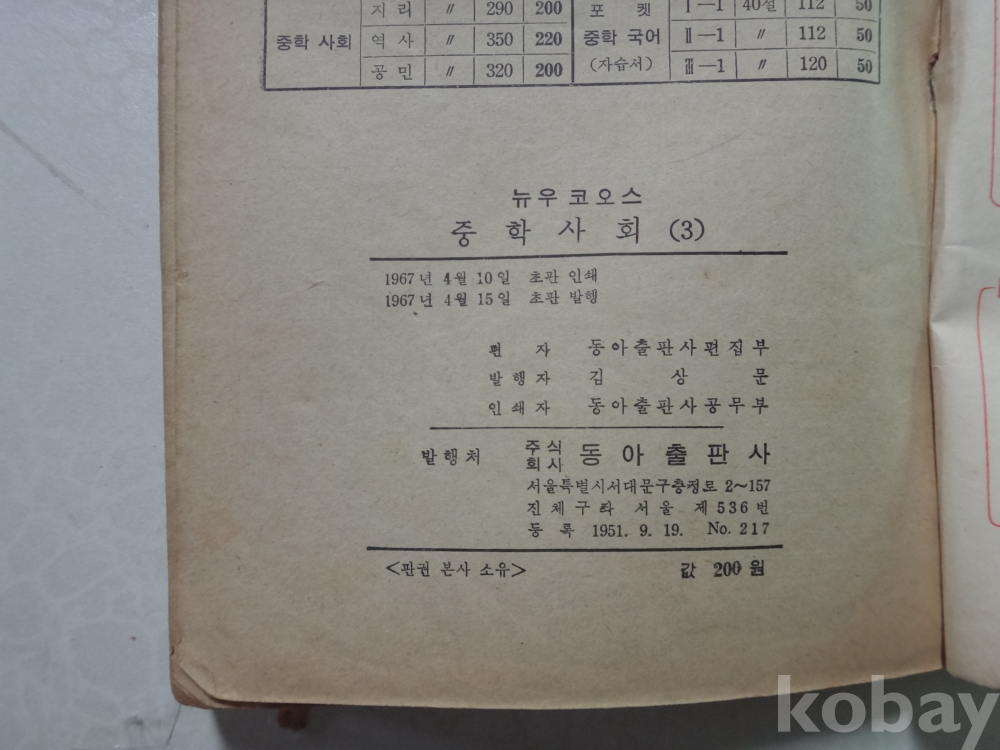 지 리 〃 290 200 포 켓 Ⅰ—1 40절 112 50
중학 사회 역 사 〃 350 220 중학 국어 Ⅱ—1 〃 112 50
공 민 〃 320 200 (자습서) Ⅲ—1 〃 120 50
뉴우 코오스
중 학 사 회 (3)
1967년 4월 10일 초판 인쇄
1967년 4월 15일 초판 발행
편 자 동아출판사편집부
발행자 김 상 문
인쇄자 동아출판사공무부
발행처 주식회사 동아출판사
서울특별시서대문구충정로 2~157
진체구좌 서울 제536번
등 록 1951. 9. 19. No. 217
<판권 본사 소유> 값 200원
kobay